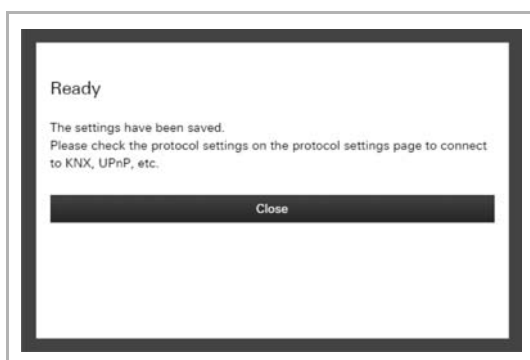 Ready
The settings have been saved.
Please check the protocol settings on the protocol settings page to connect
to KNX, UPnP, etc.
Close